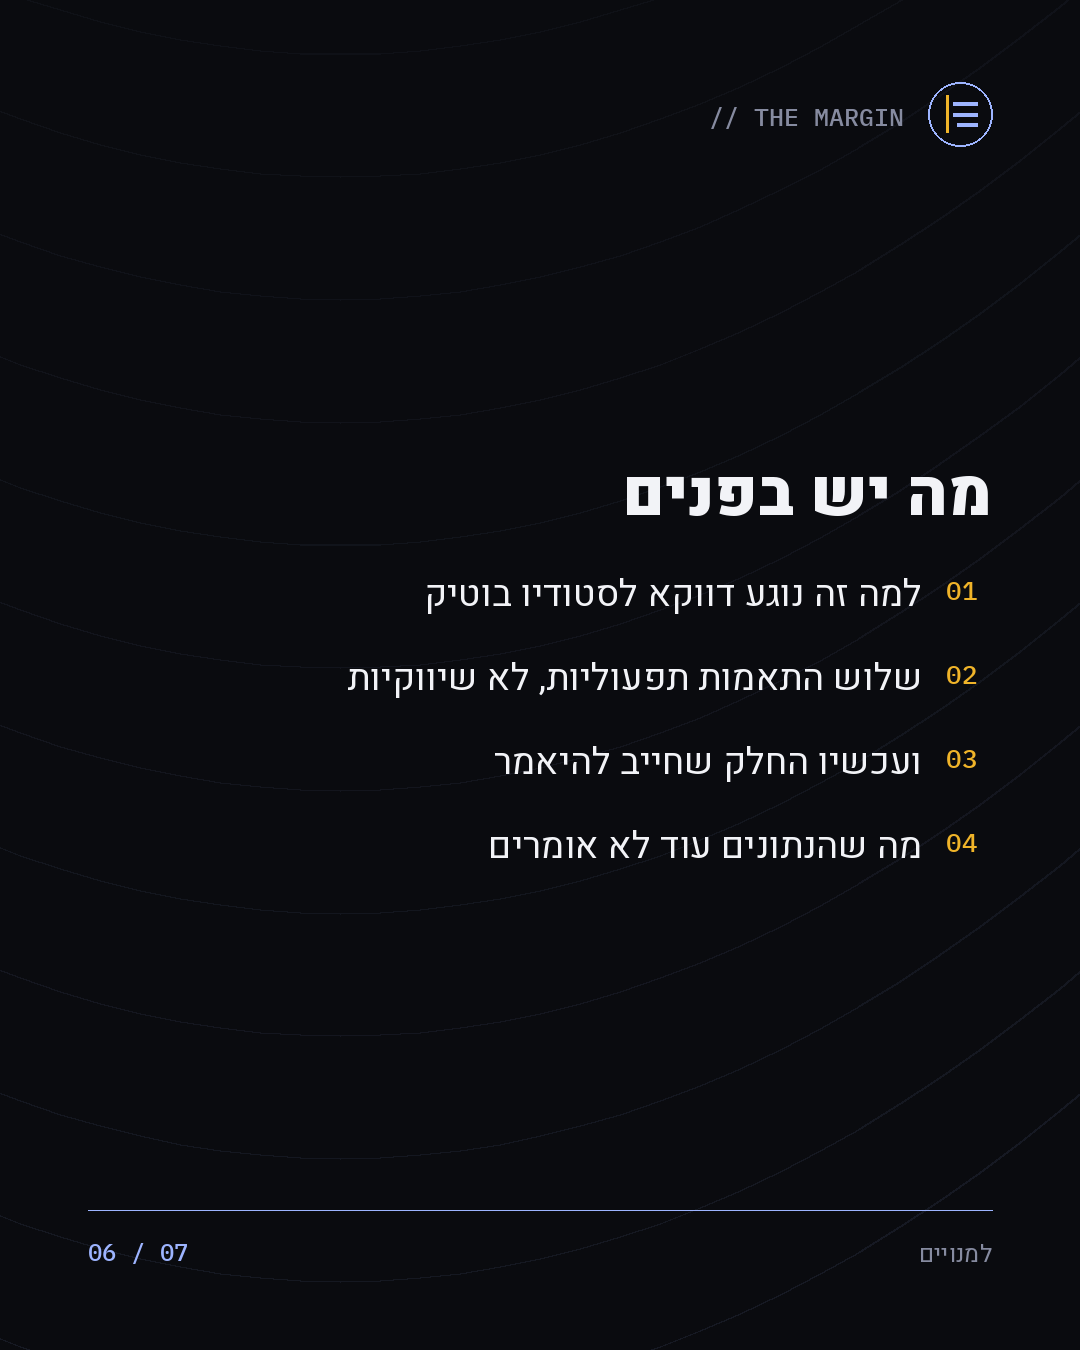 // THE MARGIN
מה יש בפנים
01 למה זה נוגע דווקא לסטודיו בוטיק
02 שלוש התאמות תפעוליות, לא שיווקיות
03 ועכשיו החלק שחייב להיאמר
04 מה שהנתונים עוד לא אומרים
למנויים
06 / 07